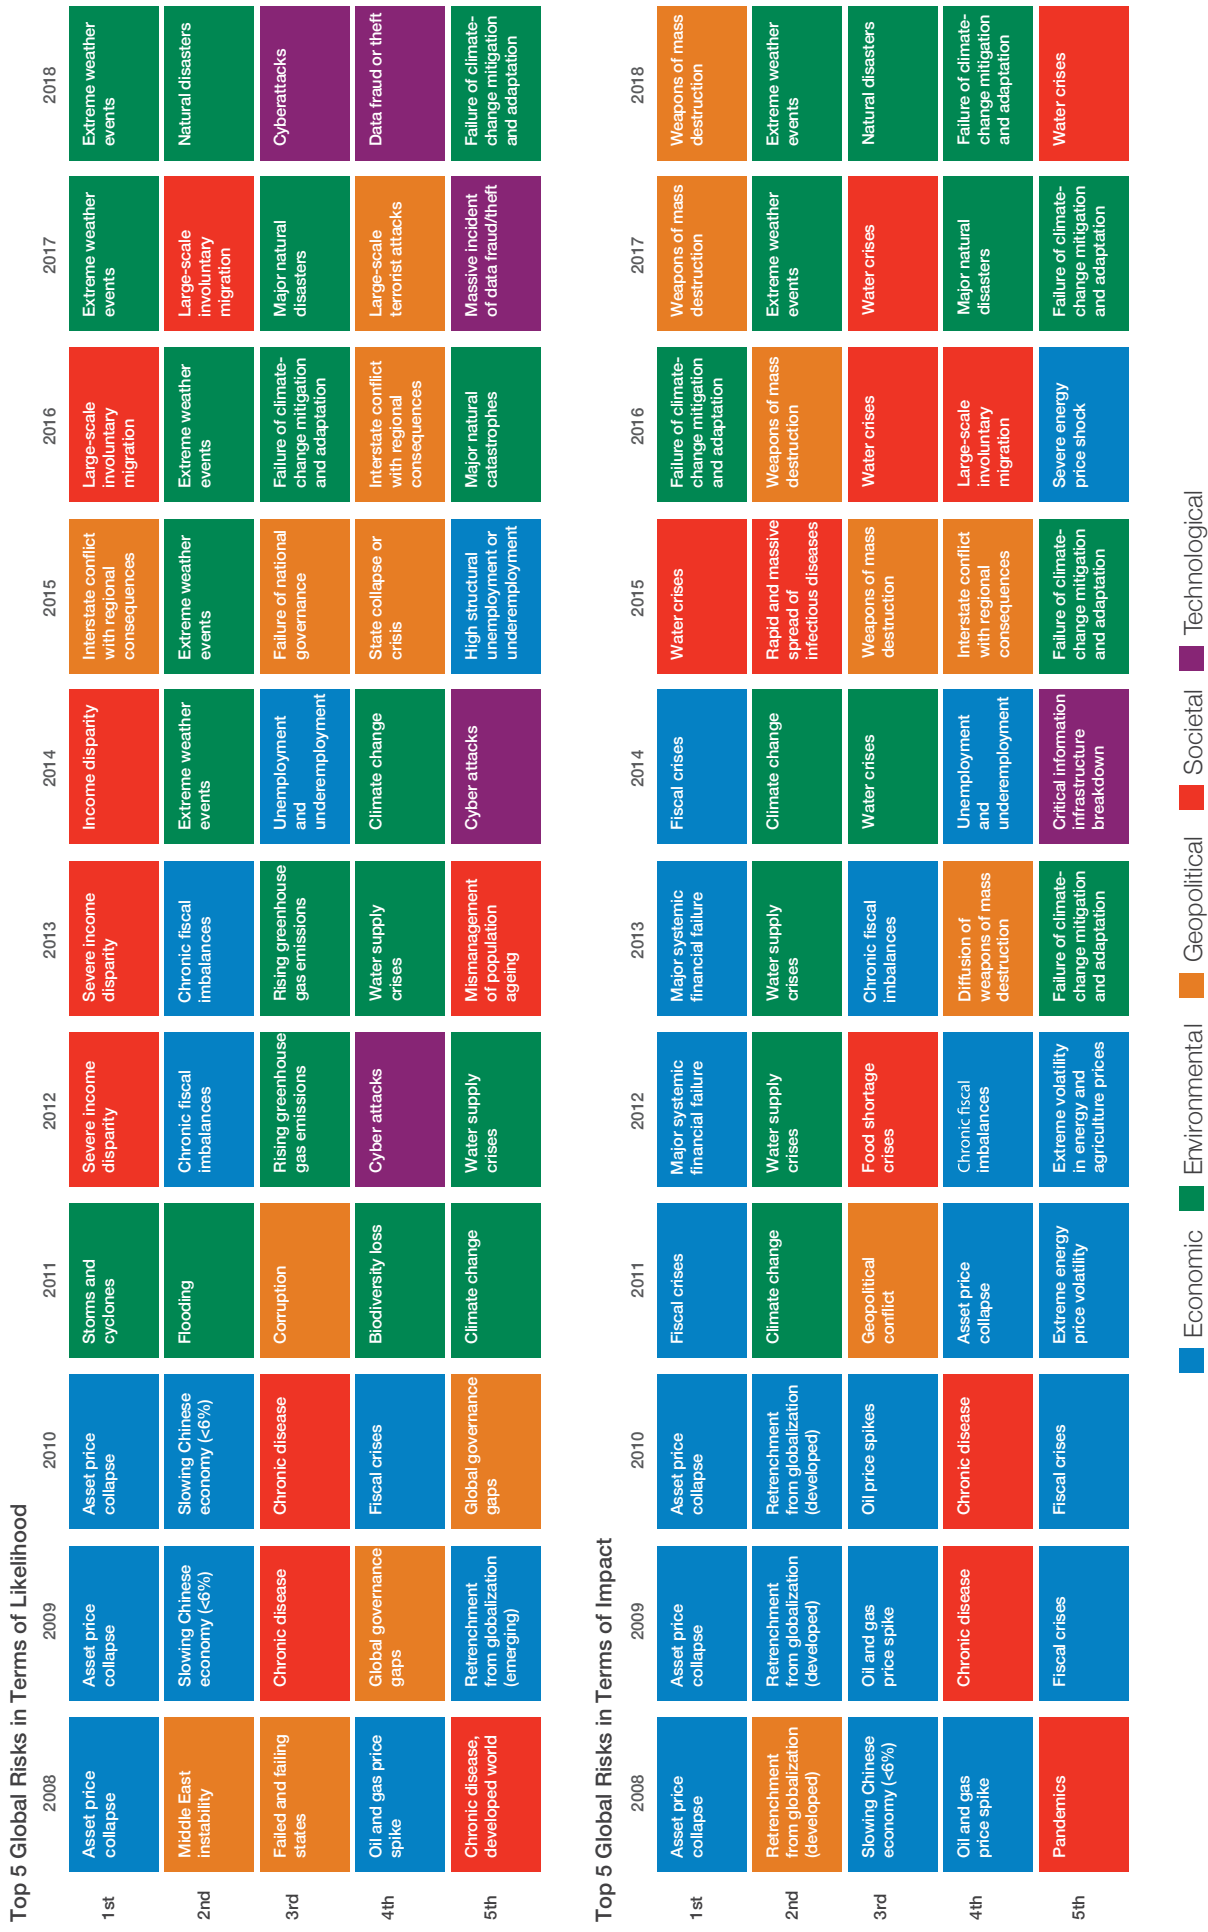 Top 5 Global Risks in Terms of Likelihood
2008
2009
2010
2011
2012
2013
2014
2015
2016
2017
2018
1st
Asset price
collapse
Asset price
collapse
Asset price
collapse
Storms and
cyclones
Severe income
disparity
Severe income
disparity
Income disparity
Interstate conflict
with regional
consequences
Large-scale
involuntary
migration
Extreme weather
events
Extreme weather
events
2nd
Middle East
instability
Slowing Chinese
economy (<6%)
Slowing Chinese
economy (<6%)
Flooding
Chronic fiscal
imbalances
Chronic fiscal
imbalances
Extreme weather
events
Extreme weather
events
Extreme weather
events
Large-scale
involuntary
migration
Natural disasters
3rd
Failed and failing
states
Chronic disease
Chronic disease
Corruption
Rising greenhouse
gas emissions
Rising greenhouse
gas emissions
Unemployment
and
underemployment
Failure of national
governance
Failure of climate-
change mitigation
and adaptation
Major natural
disasters
Cyberattacks
4th
Oil and gas price
spike
Global governance
gaps
Fiscal crises
Biodiversity loss
Cyber attacks
Water supply
crises
Climate change
State collapse or
crisis
Interstate conflict
with regional
consequences
Large-scale
terrorist attacks
Data fraud or theft
5th
Chronic disease,
developed world
Retrenchment
from globalization
(emerging)
Global governance
gaps
Climate change
Water supply
crises
Mismanagement
of population
ageing
Cyber attacks
High structural
unemployment or
underemployment
Major natural
catastrophes
Massive incident
of data fraud/theft
Failure of climate-
change mitigation
and adaptation
Top 5 Global Risks in Terms of Impact
2008
2009
2010
2011
2012
2013
2014
2015
2016
2017
2018
1st
Asset price
collapse
Asset price
collapse
Asset price
collapse
Fiscal crises
Major systemic
financial failure
Major systemic
financial failure
Fiscal crises
Water crises
Failure of climate-
change mitigation
and adaptation
Weapons of mass
destruction
Weapons of mass
destruction
2nd
Retrenchment
from globalization
(developed)
Retrenchment
from globalization
(developed)
Retrenchment
from globalization
(developed)
Climate change
Water supply
crises
Water supply
crises
Climate change
Rapid and massive
spread of
infectious diseases
Weapons of mass
destruction
Extreme weather
events
Extreme weather
events
3rd
Slowing Chinese
economy (<6%)
Oil and gas
price spike
Oil price spikes
Geopolitical
conflict
Food shortage
crises
Chronic fiscal
imbalances
Water crises
Weapons of mass
destruction
Water crises
Water crises
Natural disasters
4th
Oil and gas
price spike
Chronic disease
Chronic disease
Asset price
collapse
Chronic fiscal
imbalances
Diffusion of
weapons of mass
destruction
Unemployment
and
underemployment
Interstate conflict
with regional
consequences
Large-scale
involuntary
migration
Major natural
disasters
Failure of climate-
change mitigation
and adaptation
5th
Pandemics
Fiscal crises
Fiscal crises
Extreme energy
price volatility
Extreme volatility
in energy and
agriculture prices
Failure of climate-
change mitigation
and adaptation
Critical information
infrastructure
breakdown
Failure of climate-
change mitigation
and adaptation
Severe energy
price shock
Failure of climate-
change mitigation
and adaptation
Water crises
Economic
Environmental
Geopolitical
Societal
Technological